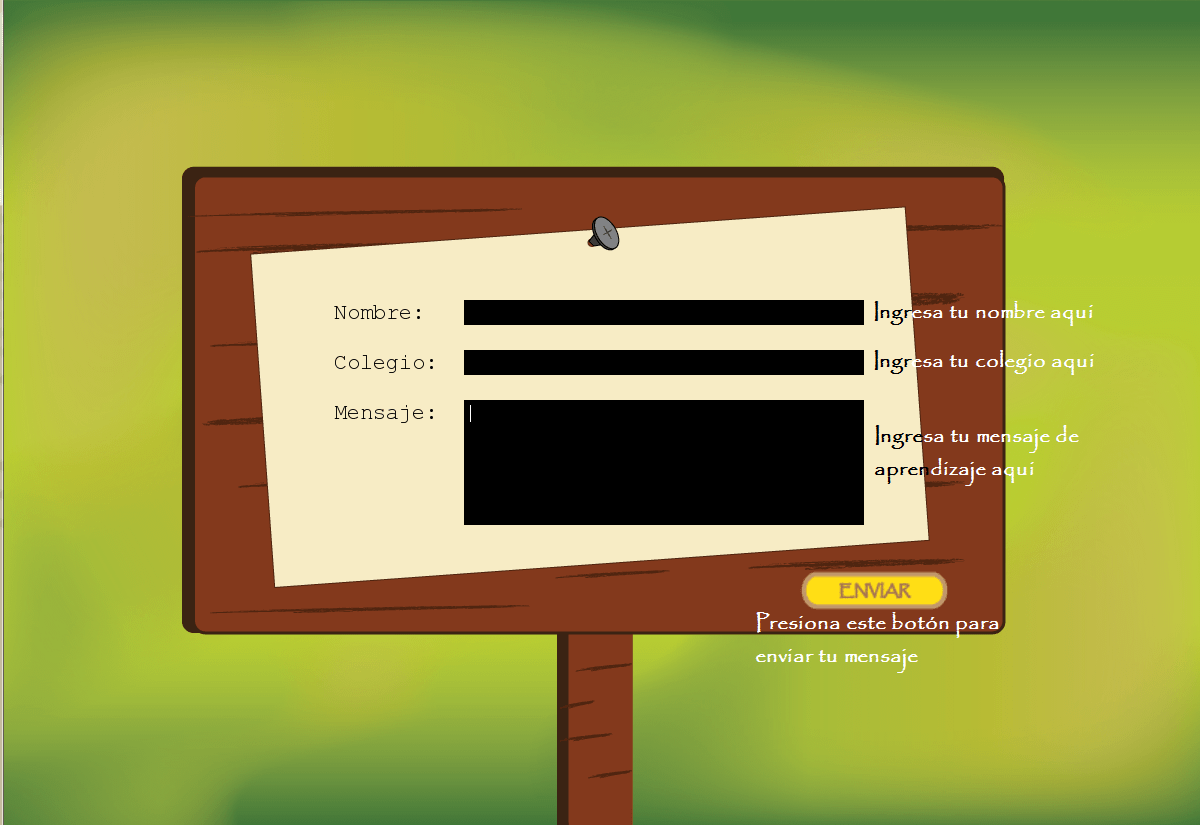 Nombre: Ingresa tu nombre aquí
Colegio: Ingresa tu colegio aquí
Mensaje:
Ingresa tu mensaje de
aprendizaje aquí
ENVIAR
Presiona este botón para
enviar tu mensaje